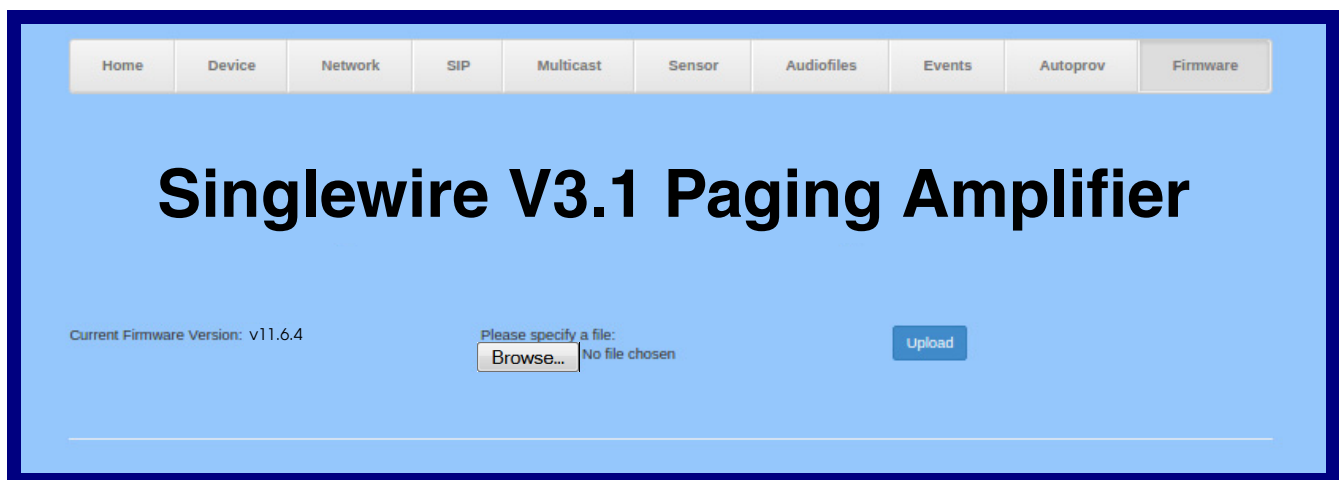 Home Device Network SIP Multicast Sensor Audiofiles Events Autoprov Firmware
Singlewire V3.1 Paging Amplifier
Current Firmware Version: v11.6.4
Please specify a file:
Browse... No file chosen
Upload